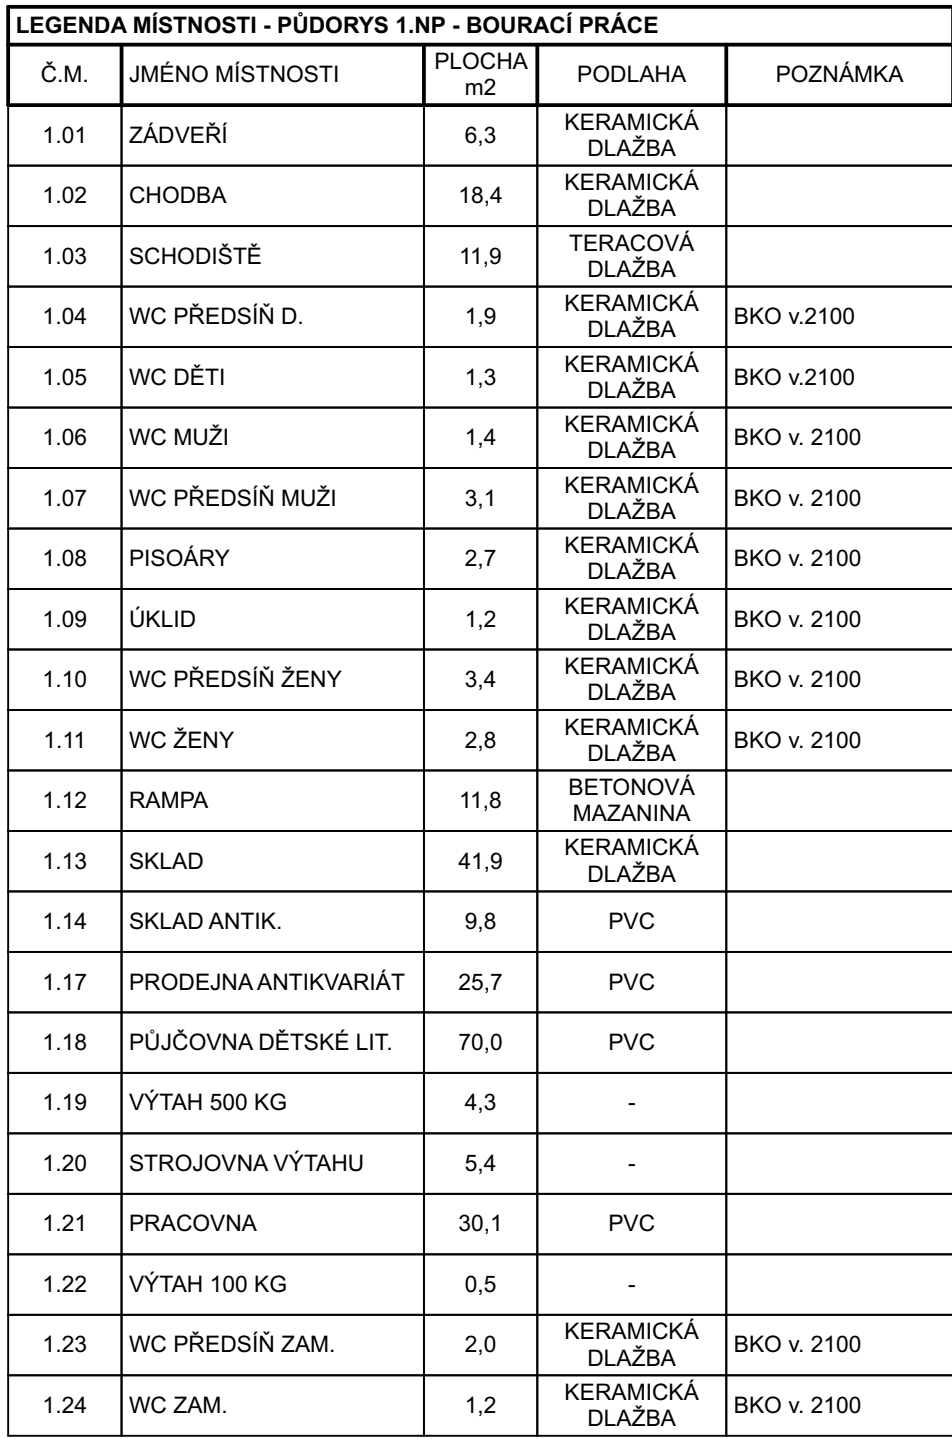 LEGENDA MÍSTNOSTI - PŮDORYS 1.NP - BOURACÍ PRÁCE
Č.M. JMÉNO MÍSTNOSTI PLOCHA m2 PODLAHA POZNÁMKA
1.01 ZÁDVEŘÍ 6,3 KERAMICKÁ DLAŽBA
1.02 CHODBA 18,4 KERAMICKÁ DLAŽBA
1.03 SCHODIŠTĚ 11,9 TERACOVÁ DLAŽBA
1.04 WC PŘEDSÍŇ D. 1,9 KERAMICKÁ DLAŽBA BKO v.2100
1.05 WC DĚTI 1,3 KERAMICKÁ DLAŽBA BKO v.2100
1.06 WC MUŽI 1,4 KERAMICKÁ DLAŽBA BKO v. 2100
1.07 WC PŘEDSÍŇ MUŽI 3,1 KERAMICKÁ DLAŽBA BKO v. 2100
1.08 PISOÁRY 2,7 KERAMICKÁ DLAŽBA BKO v. 2100
1.09 ÚKLID 1,2 KERAMICKÁ DLAŽBA BKO v. 2100
1.10 WC PŘEDSÍŇ ŽENY 3,4 KERAMICKÁ DLAŽBA BKO v. 2100
1.11 WC ŽENY 2,8 KERAMICKÁ DLAŽBA BKO v. 2100
1.12 RAMPA 11,8 BETONOVÁ MAZANINA
1.13 SKLAD 41,9 KERAMICKÁ DLAŽBA
1.14 SKLAD ANTIK. 9,8 PVC
1.17 PRODEJNA ANTIKVARIÁT 25,7 PVC
1.18 PŮJČOVNA DĚTSKÉ LIT. 70,0 PVC
1.19 VÝTAH 500 KG 4,3 -
1.20 STROJOVNA VÝTAHU 5,4 -
1.21 PRACOVNA 30,1 PVC
1.22 VÝTAH 100 KG 0,5 -
1.23 WC PŘEDSÍŇ ZAM. 2,0 KERAMICKÁ DLAŽBA BKO v. 2100
1.24 WC ZAM. 1,2 KERAMICKÁ DLAŽBA BKO v. 2100